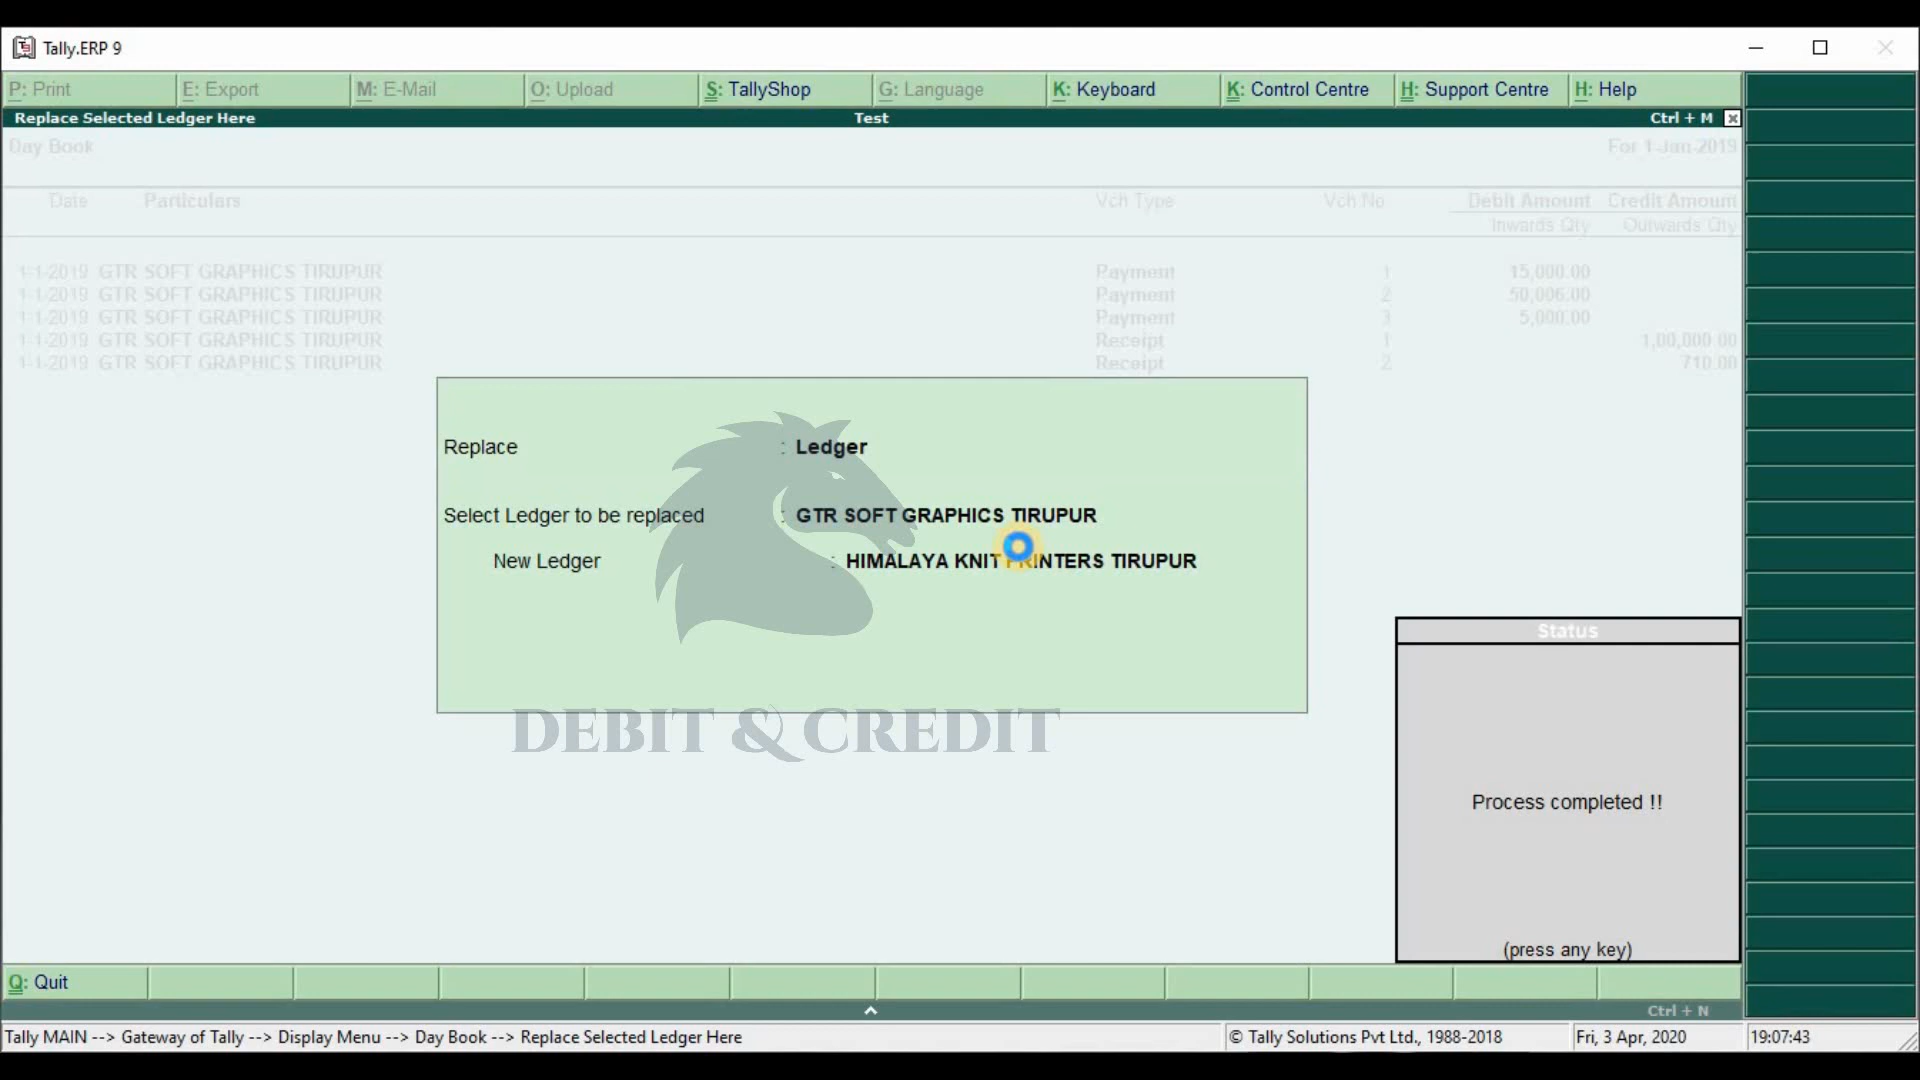 Tally.ERP 9
P: Print E: Export M: E-Mail O: Upload S: TallyShop G: Language K: Keyboard K: Control Centre H: Support Centre H: Help
Replace Selected Ledger Here Test Ctrl + M
Day Book For 1-Jan-2019
Date Particulars Vch Type Vch No Debit Amount Credit Amount
Inwards Qty Outwards Qty
1-1-2019 GTR SOFT GRAPHICS TIRUPUR Payment 1 15,000.00
1-1-2019 GTR SOFT GRAPHICS TIRUPUR Payment 2 50,006.00
1-1-2019 GTR SOFT GRAPHICS TIRUPUR Payment 3 5,000.00
1-1-2019 GTR SOFT GRAPHICS TIRUPUR Receipt 1 1,00,000.00
1-1-2019 GTR SOFT GRAPHICS TIRUPUR Receipt 2 710.00
Replace : Ledger
Select Ledger to be replaced : GTR SOFT GRAPHICS TIRUPUR
New Ledger : HIMALAYA KNIT PRINTERS TIRUPUR
DEBIT & CREDIT
Status
Process completed !!
(press any key)
Q: Quit
Ctrl + N
Tally MAIN --> Gateway of Tally --> Display Menu --> Day Book --> Replace Selected Ledger Here © Tally Solutions Pvt Ltd., 1988-2018 Fri, 3 Apr, 2020 19:07:43